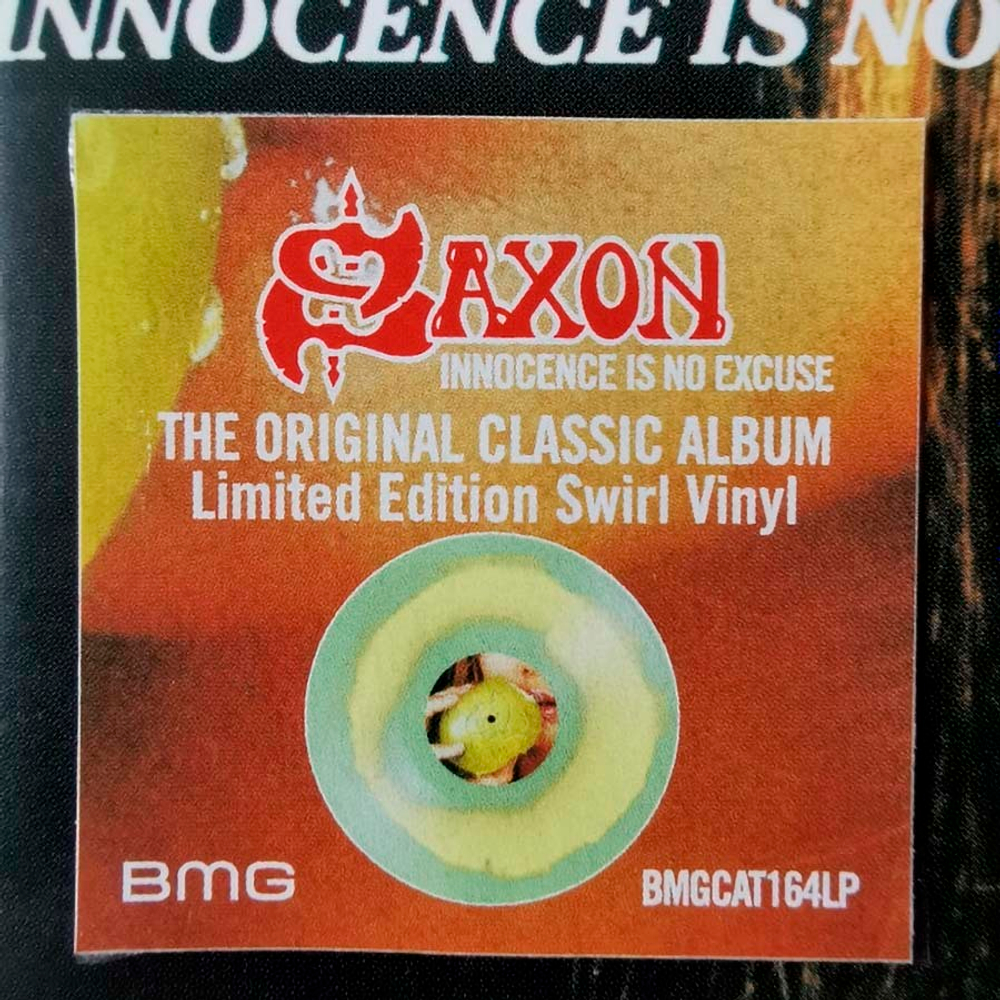 INNOCENCE IS NO
SAXON
INNOCENCE IS NO EXCUSE
THE ORIGINAL CLASSIC ALBUM
Limited Edition Swirl Vinyl
BMG
BMGCAT164LP